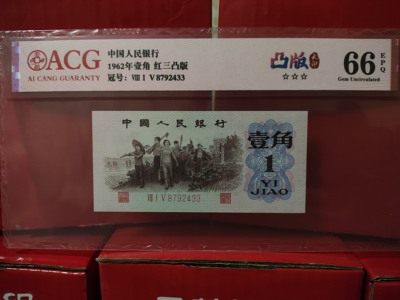 ACG
AI CANG GUARANTY
中国人民银行
1962年壹角 红三凸版
冠号: VIII I V 8792433
凸版
☆☆☆
66
EPQ
Gem Uncirculated
中國人民銀行
壹角
1
YI
JIAO
VIII I V 8792433